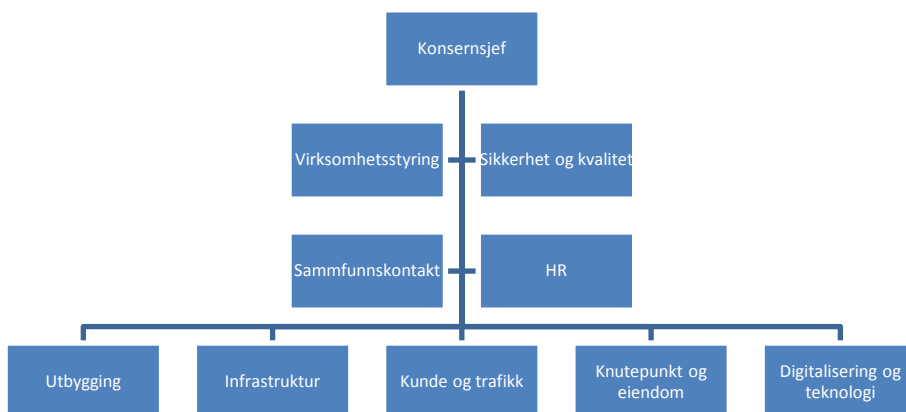 Konsernsjef
Virksomhetsstyring
Sikkerhet og kvalitet
Sammfunnskontakt
HR
Utbygging
Infrastruktur
Kunde og trafikk
Knutepunkt og
eiendom
Digitalisering og
teknologi